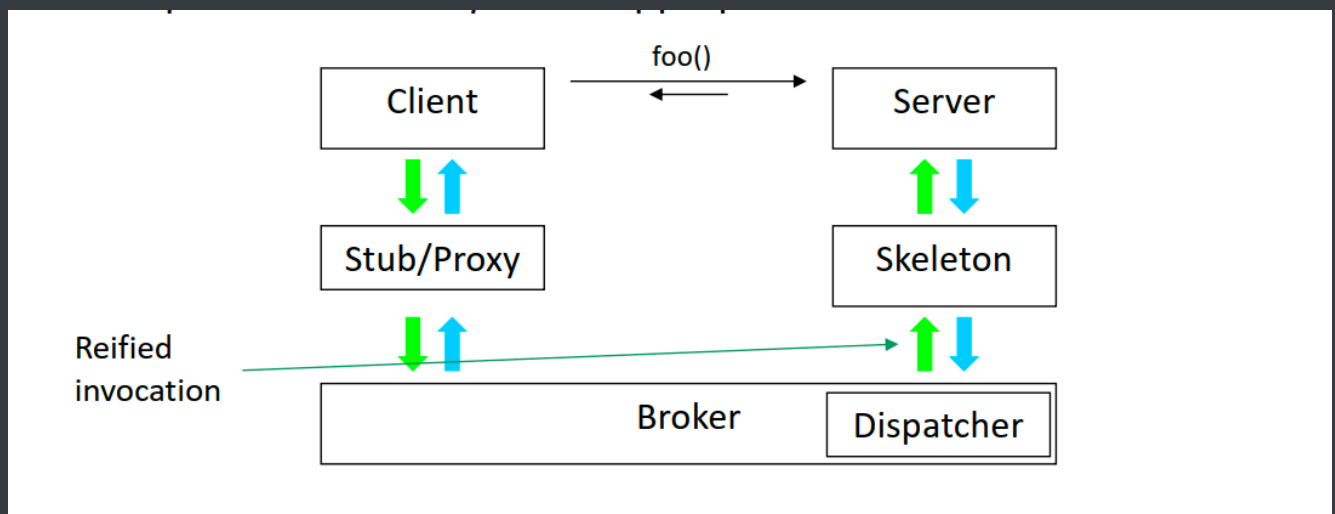 foo()
Client
Server
Stub/Proxy
Skeleton
Reified
invocation
Broker
Dispatcher